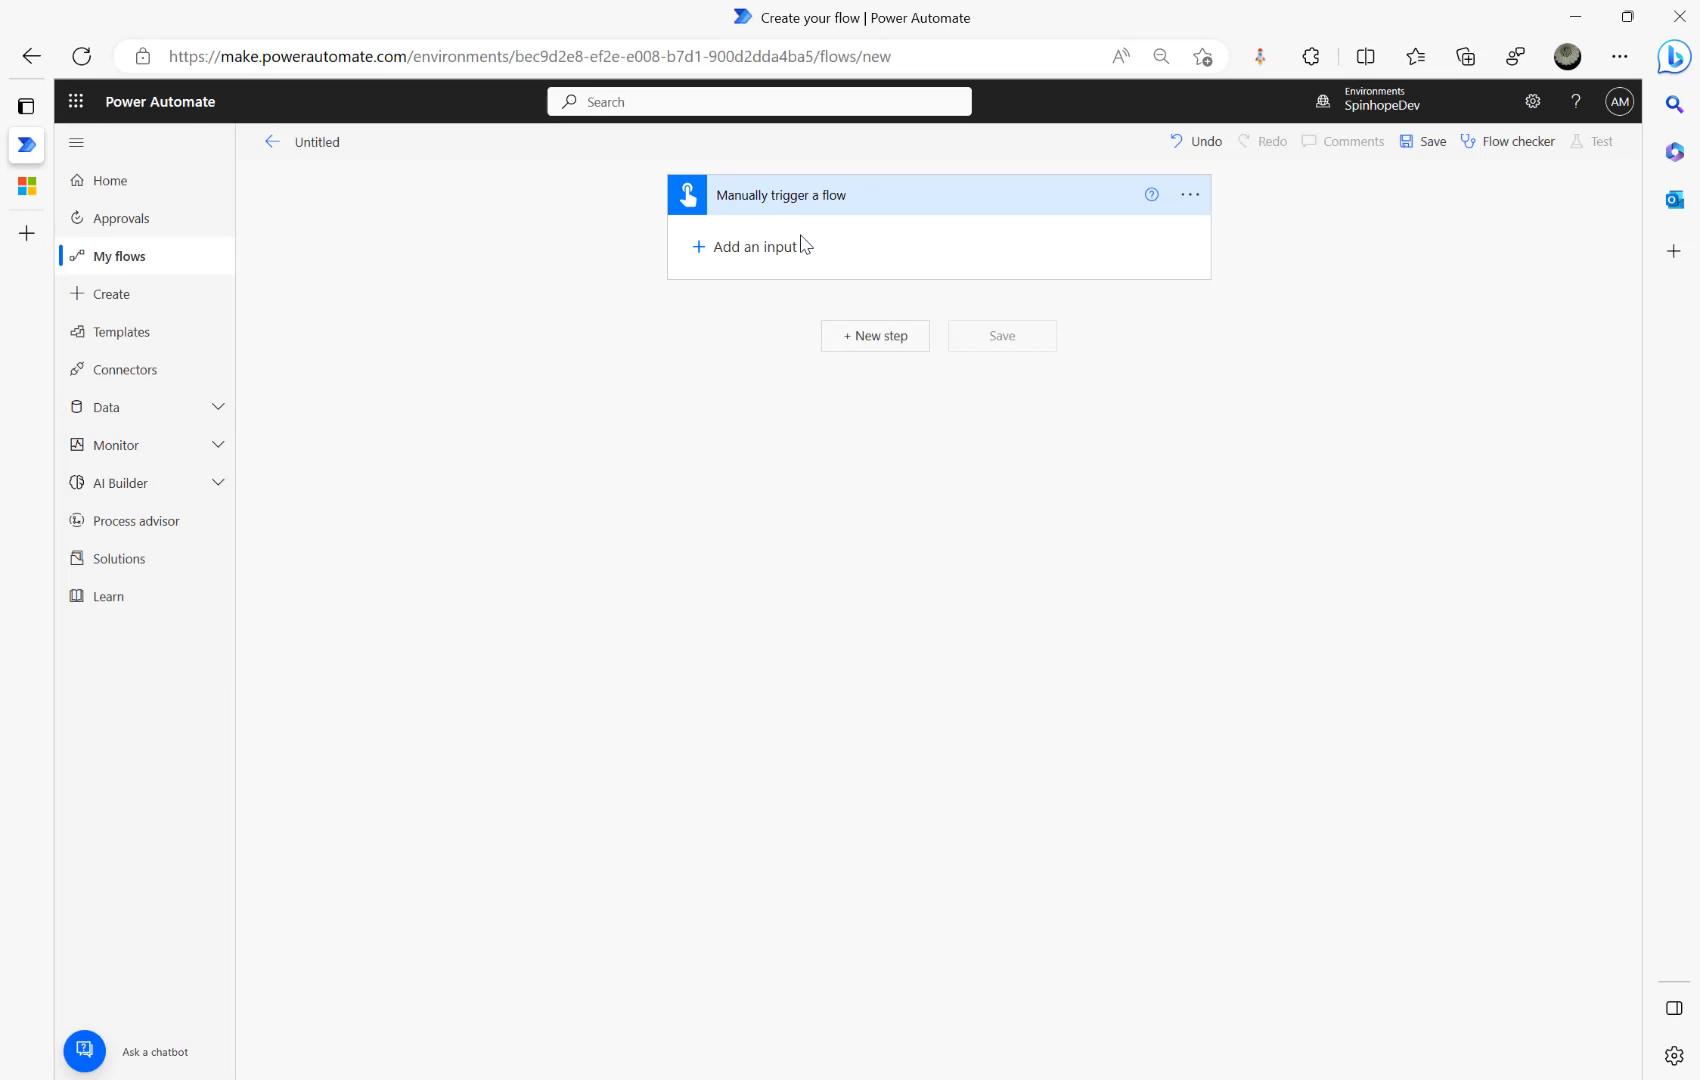 Create your flow | Power Automate
https://make.powerautomate.com/environments/bec9d2e8-ef2e-e008-b7d1-900d2dda4ba5/flows/new
Power Automate
Search
Environments
SpinhopeDev
AM
Untitled
Undo
Redo
Comments
Save
Flow checker
Test
Home
Approvals
My flows
Create
Templates
Connectors
Data
Monitor
AI Builder
Process advisor
Solutions
Learn
Ask a chatbot
Manually trigger a flow
Add an input
+ New step
Save